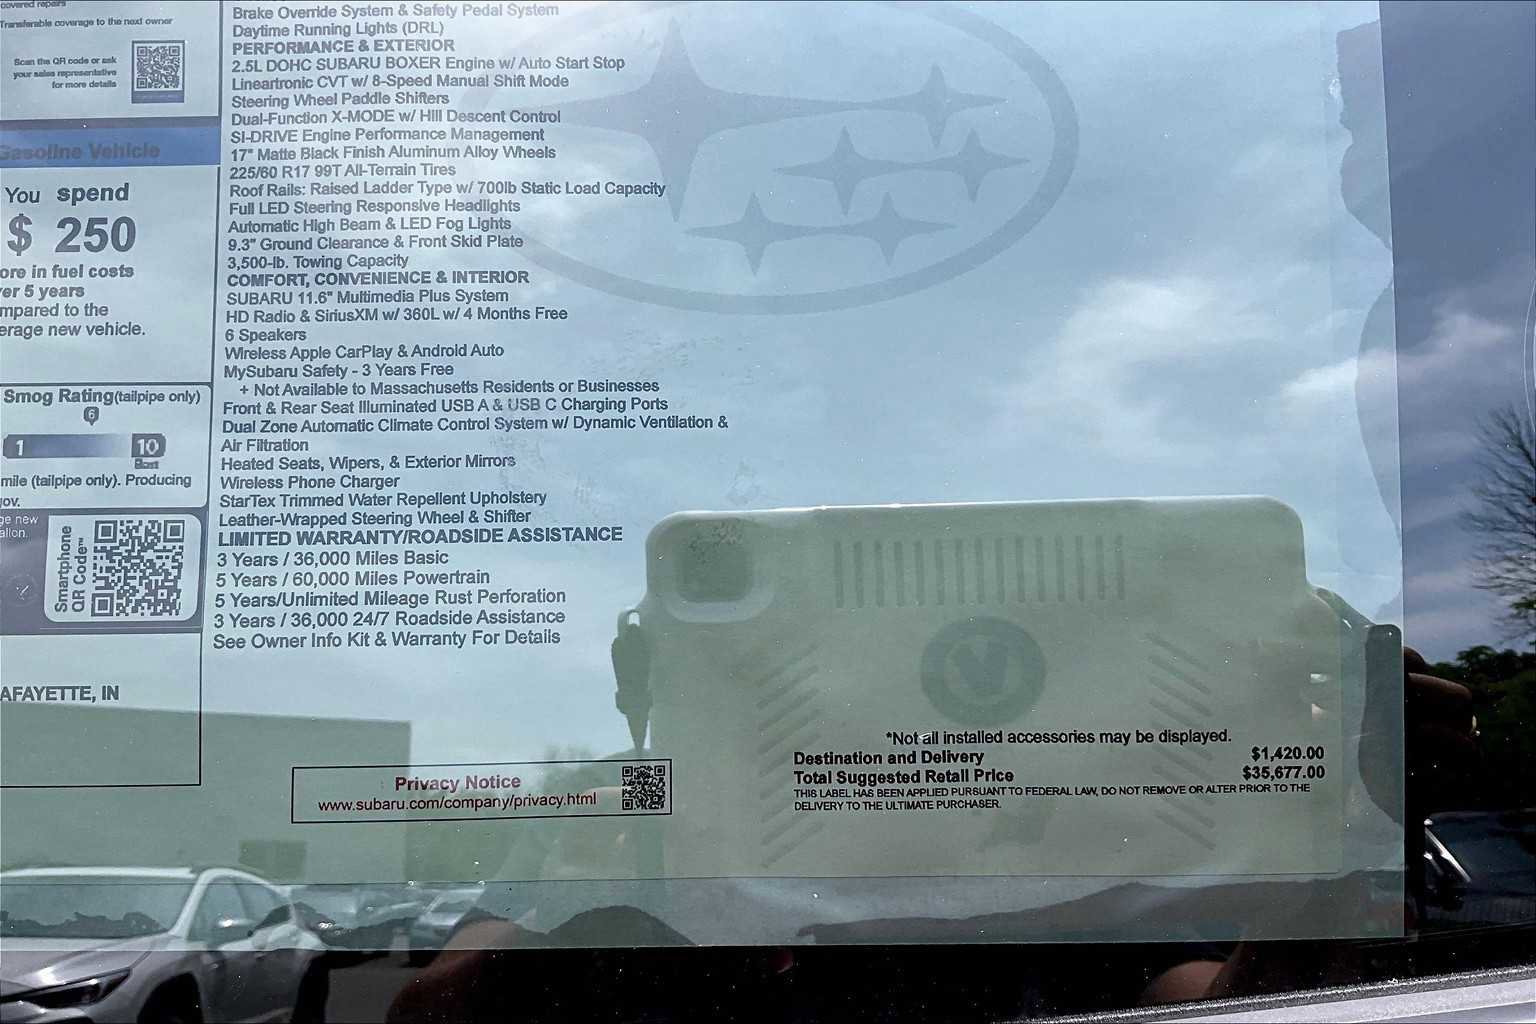 covered repairs
Transferable coverage to the next owner
Scan the QR code or ask
your sales representative
for more details
Gasoline Vehicle
You spend
$ 250
ore in fuel costs
er 5 years
mpared to the
erage new vehicle.
Smog Rating(tailpipe only)
6
1 10
Best
mile (tailpipe only). Producing
ov.
ge new
ation.
Smartphone
QR Code™
AFAYETTE, IN
Brake Override System & Safety Pedal System
Daytime Running Lights (DRL)
PERFORMANCE & EXTERIOR
2.5L DOHC SUBARU BOXER Engine w/ Auto Start Stop
Lineartronic CVT w/ 8-Speed Manual Shift Mode
Steering Wheel Paddle Shifters
Dual-Function X-MODE w/ Hill Descent Control
SI-DRIVE Engine Performance Management
17" Matte Black Finish Aluminum Alloy Wheels
225/60 R17 99T All-Terrain Tires
Roof Rails: Raised Ladder Type w/ 700lb Static Load Capacity
Full LED Steering Responsive Headlights
Automatic High Beam & LED Fog Lights
9.3" Ground Clearance & Front Skid Plate
3,500-lb. Towing Capacity
COMFORT, CONVENIENCE & INTERIOR
SUBARU 11.6" Multimedia Plus System
HD Radio & SiriusXM w/ 360L w/ 4 Months Free
6 Speakers
Wireless Apple CarPlay & Android Auto
MySubaru Safety - 3 Years Free
+ Not Available to Massachusetts Residents or Businesses
Front & Rear Seat Illuminated USB A & USB C Charging Ports
Dual Zone Automatic Climate Control System w/ Dynamic Ventilation &
Air Filtration
Heated Seats, Wipers, & Exterior Mirrors
Wireless Phone Charger
StarTex Trimmed Water Repellent Upholstery
Leather-Wrapped Steering Wheel & Shifter
LIMITED WARRANTY/ROADSIDE ASSISTANCE
3 Years / 36,000 Miles Basic
5 Years / 60,000 Miles Powertrain
5 Years/Unlimited Mileage Rust Perforation
3 Years / 36,000 24/7 Roadside Assistance
See Owner Info Kit & Warranty For Details
Privacy Notice
www.subaru.com/company/privacy.html
*Not all installed accessories may be displayed.
Destination and Delivery $1,420.00
Total Suggested Retail Price $35,677.00
THIS LABEL HAS BEEN APPLIED PURSUANT TO FEDERAL LAW, DO NOT REMOVE OR ALTER PRIOR TO THE
DELIVERY TO THE ULTIMATE PURCHASER.